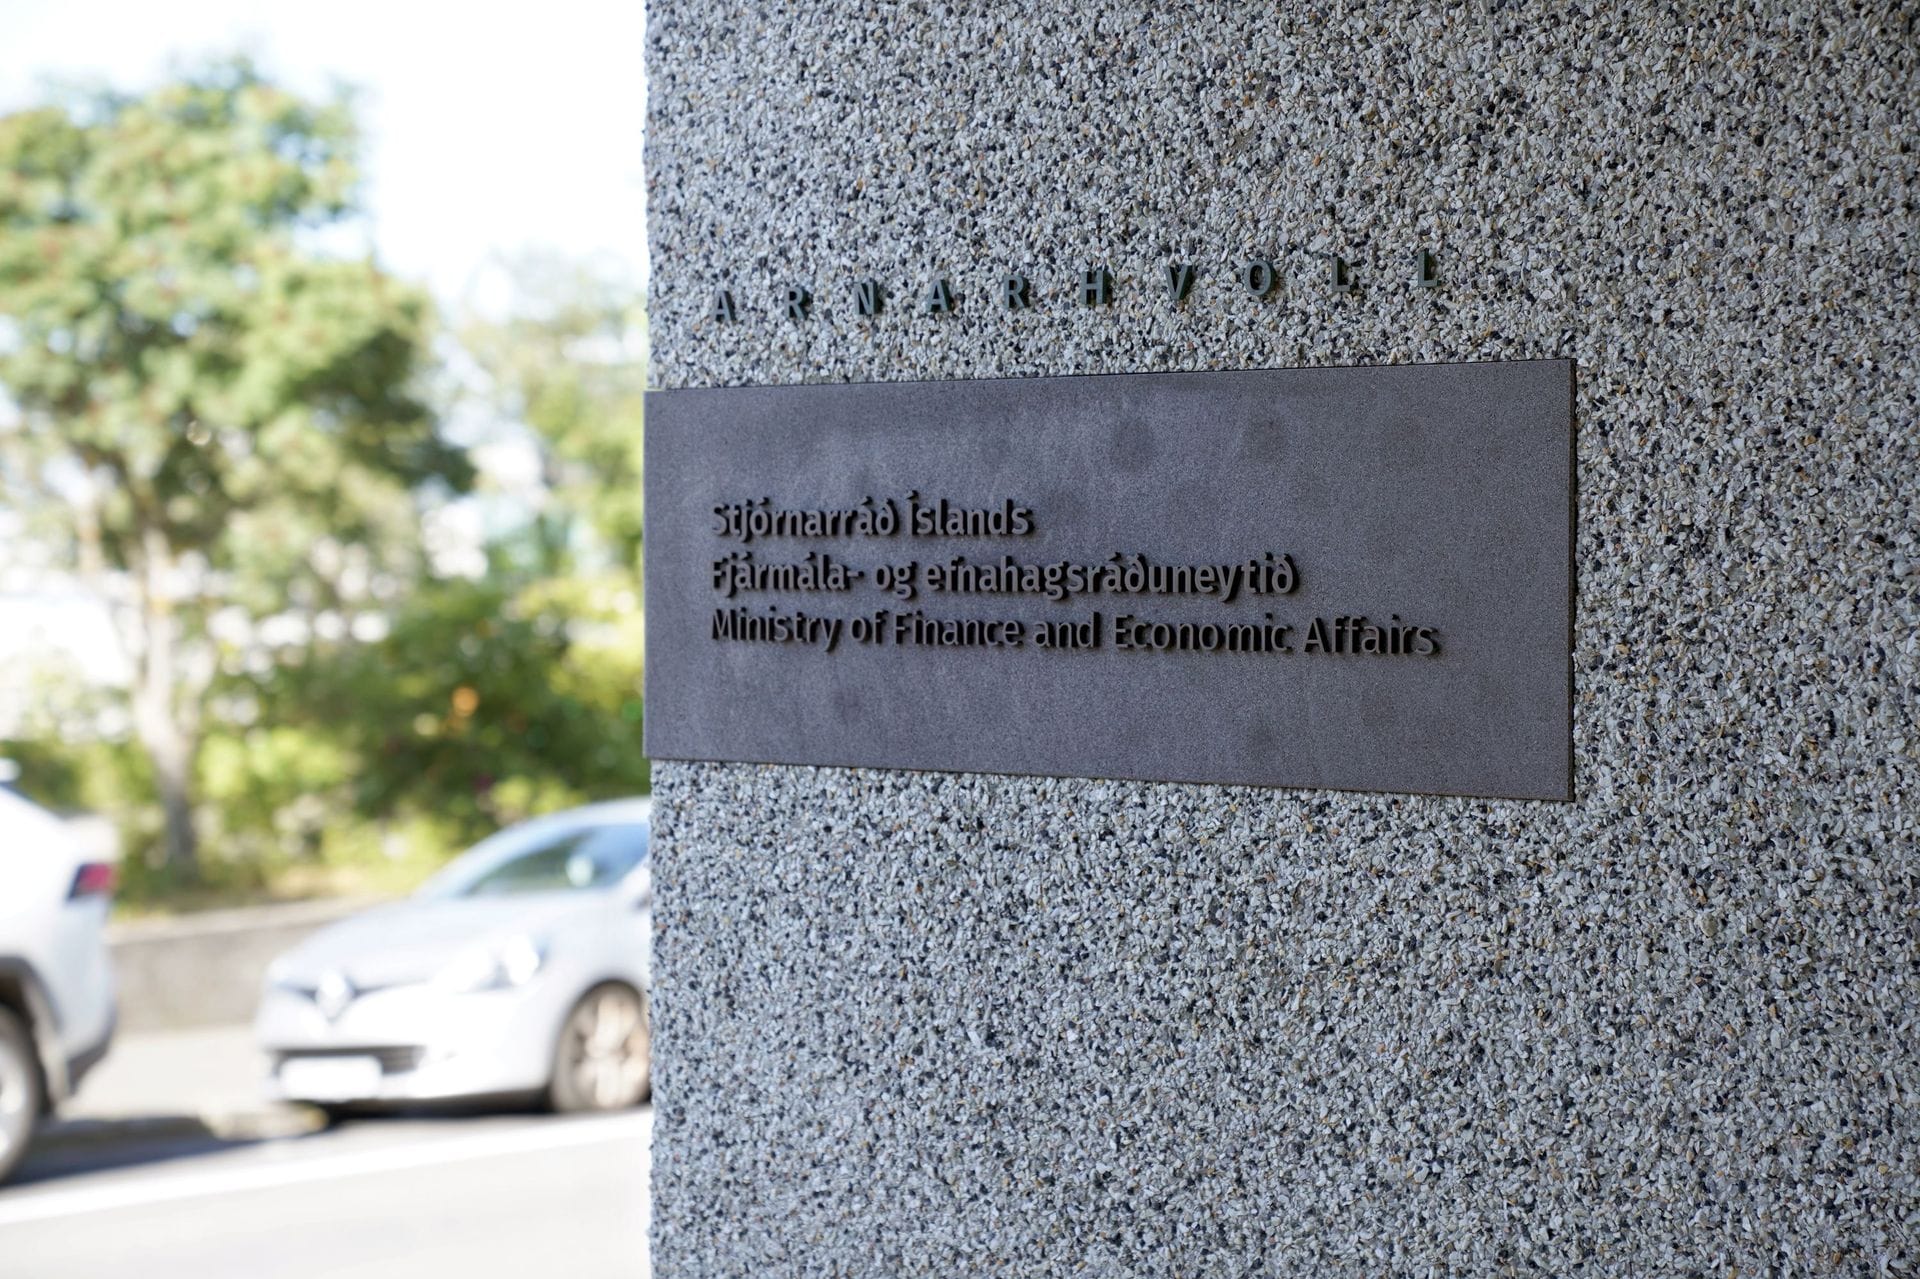 ARNARHVOLL
Stjórnarráð Íslands
Fjármála- og efnahagsráðuneytið
Ministry of Finance and Economic Affairs